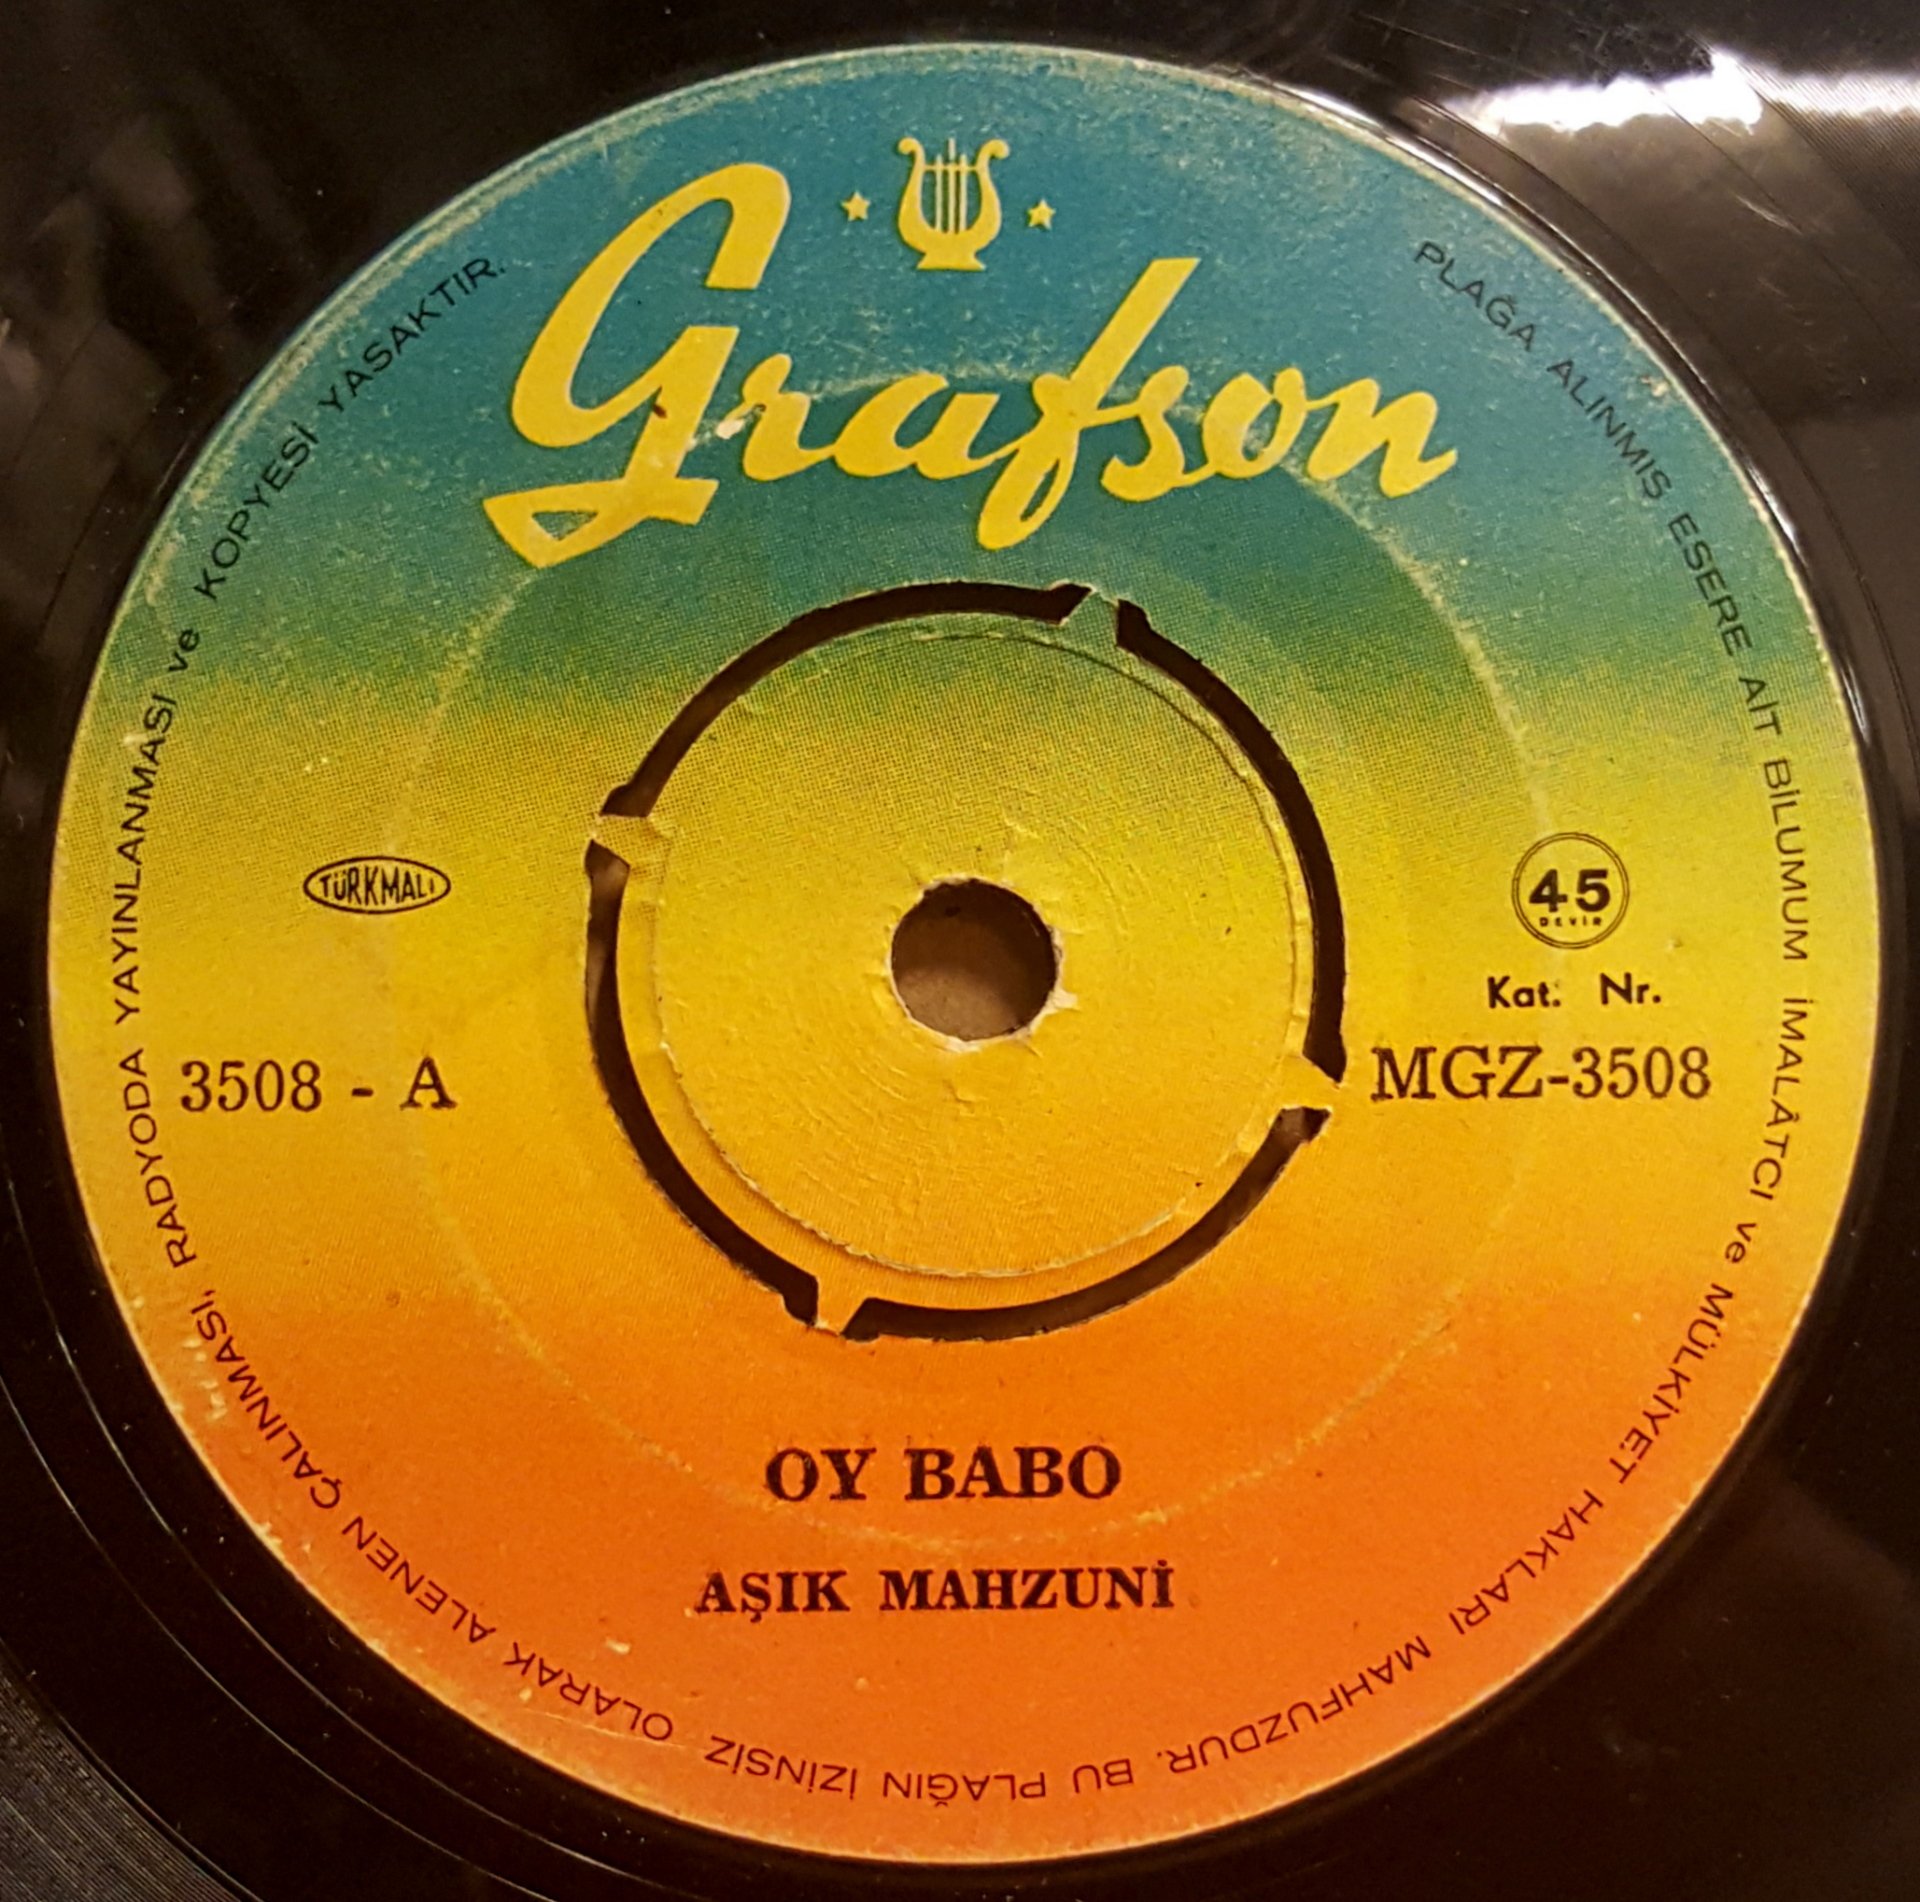 Grafson
PLAĞA ALINMIŞ ESERE AİT BİLUMUM İMALÂTCI ve MÜLKİYET HAKLARI MAHFUZDUR. BU PLAĞIN İZİNSİZ OLARAK ALENEN ÇALINMASI, RADYODA YAYINLANMASI ve KOPYESİ YASAKTIR.
TÜRKMALI
45
DEVİR
Kat. Nr.
3508 - A
MGZ-3508
OY BABO
AŞIK MAHZUNİ